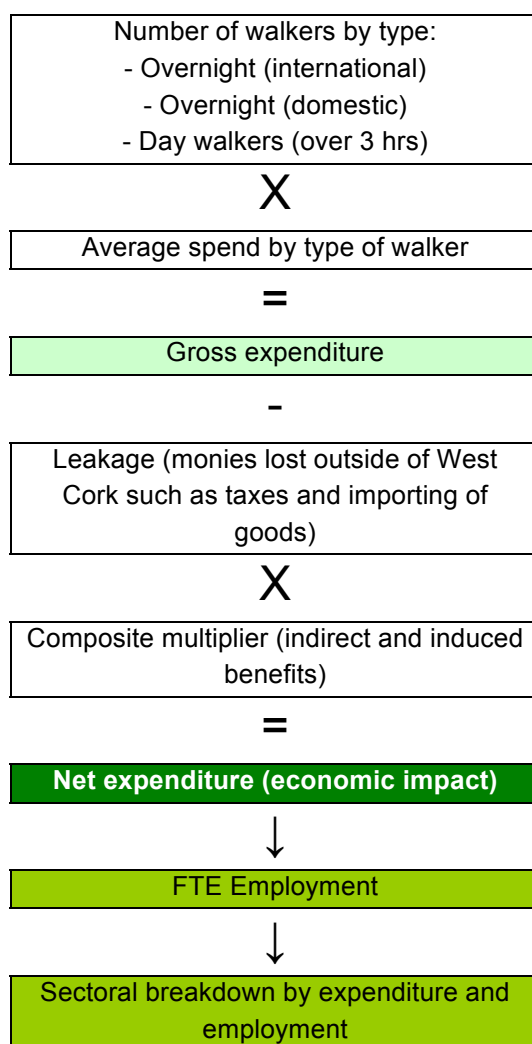 Number of walkers by type:
- Overnight (international)
- Overnight (domestic)
- Day walkers (over 3 hrs)
X
Average spend by type of walker
=
Gross expenditure
-
Leakage (monies lost outside of West
Cork such as taxes and importing of
goods)
X
Composite multiplier (indirect and induced
benefits)
=
Net expenditure (economic impact)
↓
FTE Employment
↓
Sectoral breakdown by expenditure and
employment